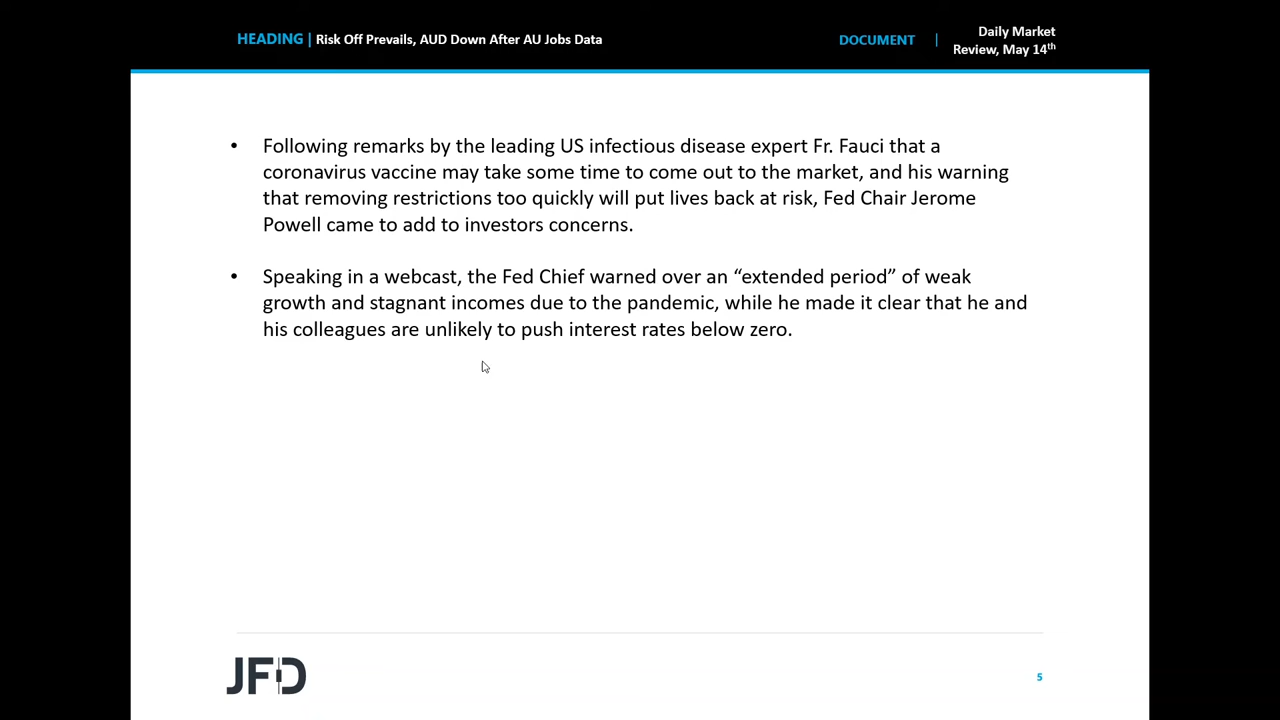 HEADING | Risk Off Prevails, AUD Down After AU Jobs Data
DOCUMENT |
Daily Market
Review, May 14th
• Following remarks by the leading US infectious disease expert Fr. Fauci that a
coronavirus vaccine may take some time to come out to the market, and his warning
that removing restrictions too quickly will put lives back at risk, Fed Chair Jerome
Powell came to add to investors concerns.
• Speaking in a webcast, the Fed Chief warned over an “extended period” of weak
growth and stagnant incomes due to the pandemic, while he made it clear that he and
his colleagues are unlikely to push interest rates below zero.
JFD
5